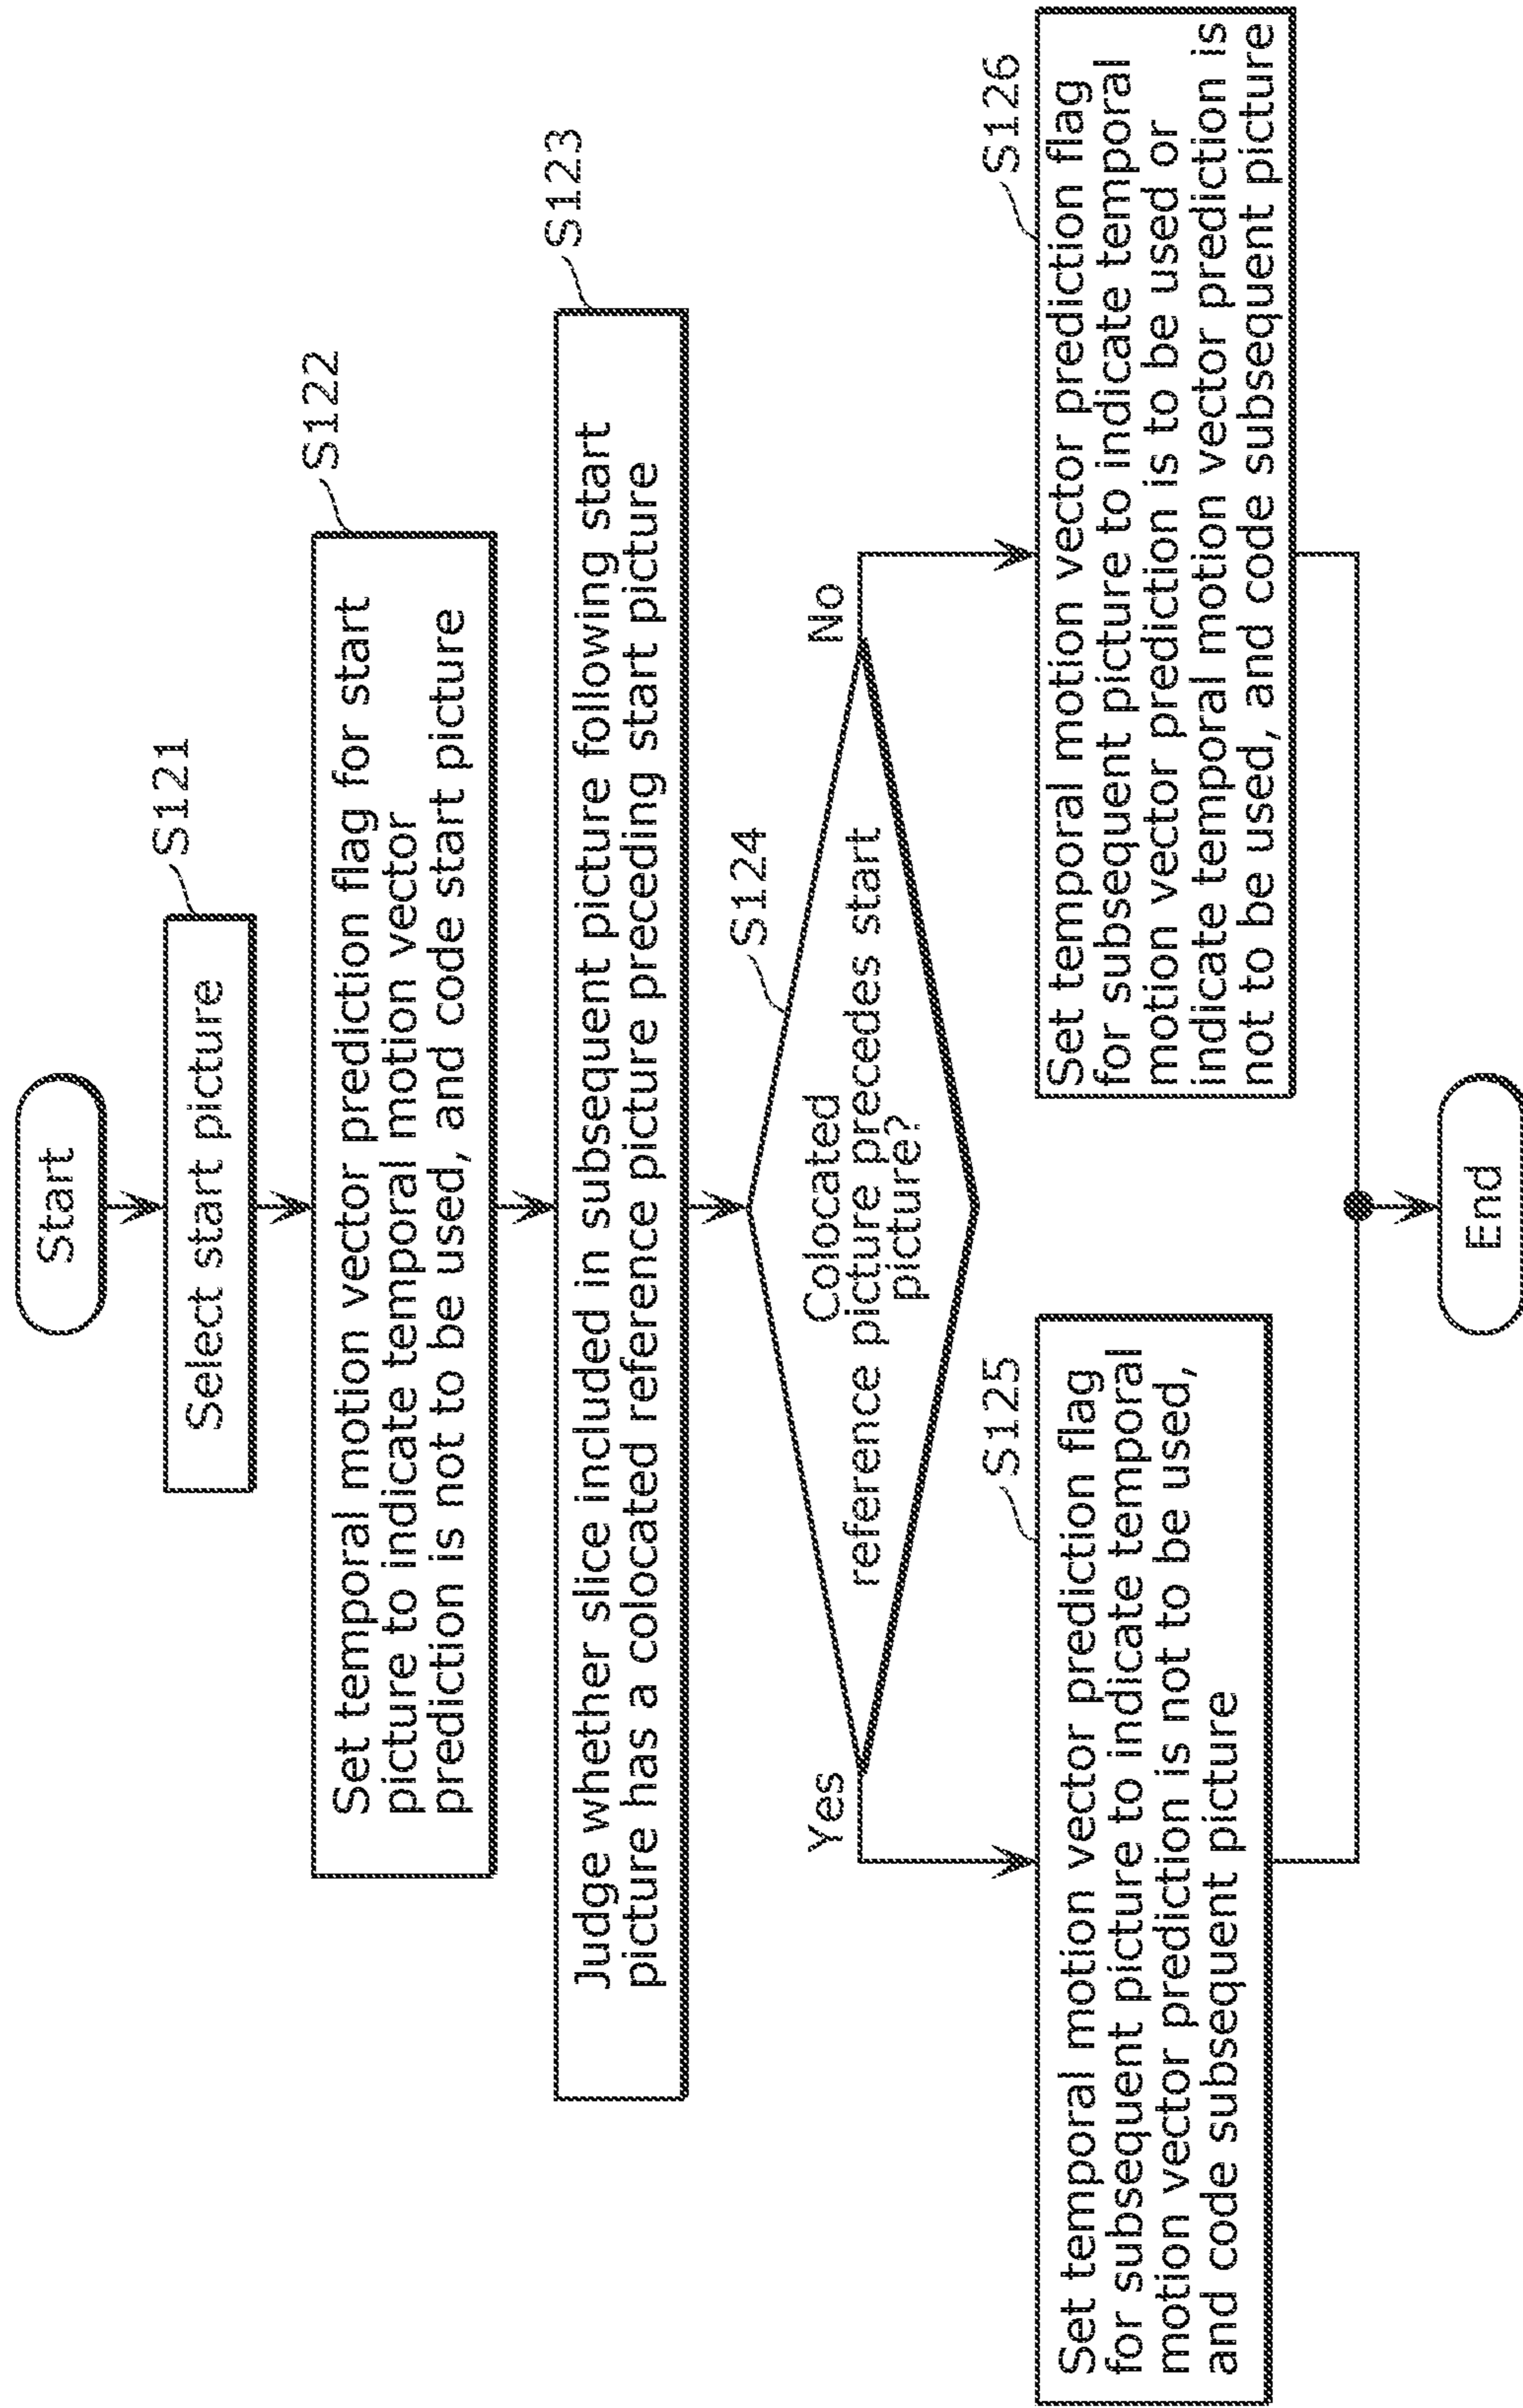 Start
S121
Select start picture
S122
Set temporal motion vector prediction flag for start
picture to indicate temporal motion vector
prediction is not to be used, and code start picture
S123
Judge whether slice included in subsequent picture following start
picture has a colocated reference picture preceding start picture
S124
Colocated
reference picture precedes start
picture?
Yes
No
S125
Set temporal motion vector prediction flag
for subsequent picture to indicate temporal
motion vector prediction is not to be used,
and code subsequent picture
S126
Set temporal motion vector prediction flag
for subsequent picture to indicate temporal
motion vector prediction is to be used or
indicate temporal motion vector prediction is
not to be used, and code subsequent picture
End